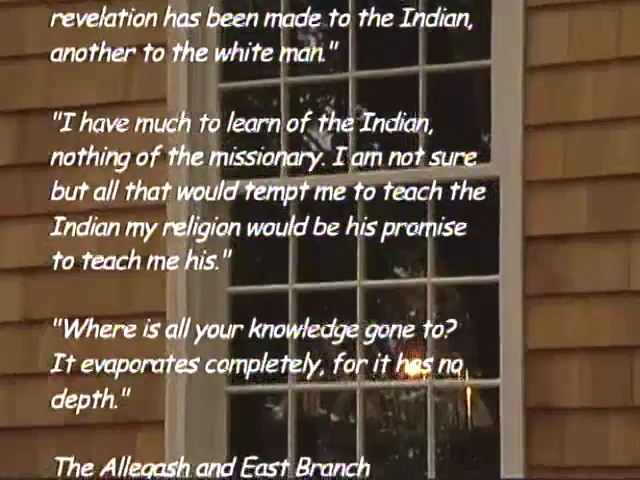 revelation has been made to the Indian,
another to the white man."
"I have much to learn of the Indian,
nothing of the missionary. I am not sure
but all that would tempt me to teach the
Indian my religion would be his promise
to teach me his."
"Where is all your knowledge gone to?
It evaporates completely, for it has no
depth."
The Allegash and East Branch